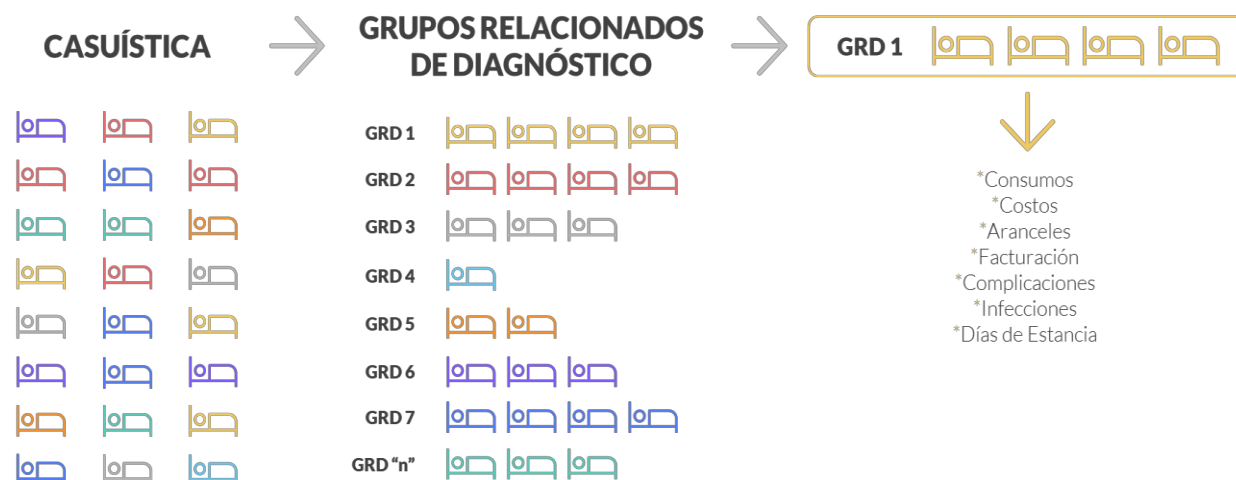 CASUÍSTICA
GRUPOS RELACIONADOS
DE DIAGNÓSTICO
GRD 1
GRD 1
GRD 2
GRD 3
GRD 4
GRD 5
GRD 6
GRD 7
GRD “n”
*Consumos
*Costos
*Aranceles
*Facturación
*Complicaciones
*Infecciones
*Días de Estancia